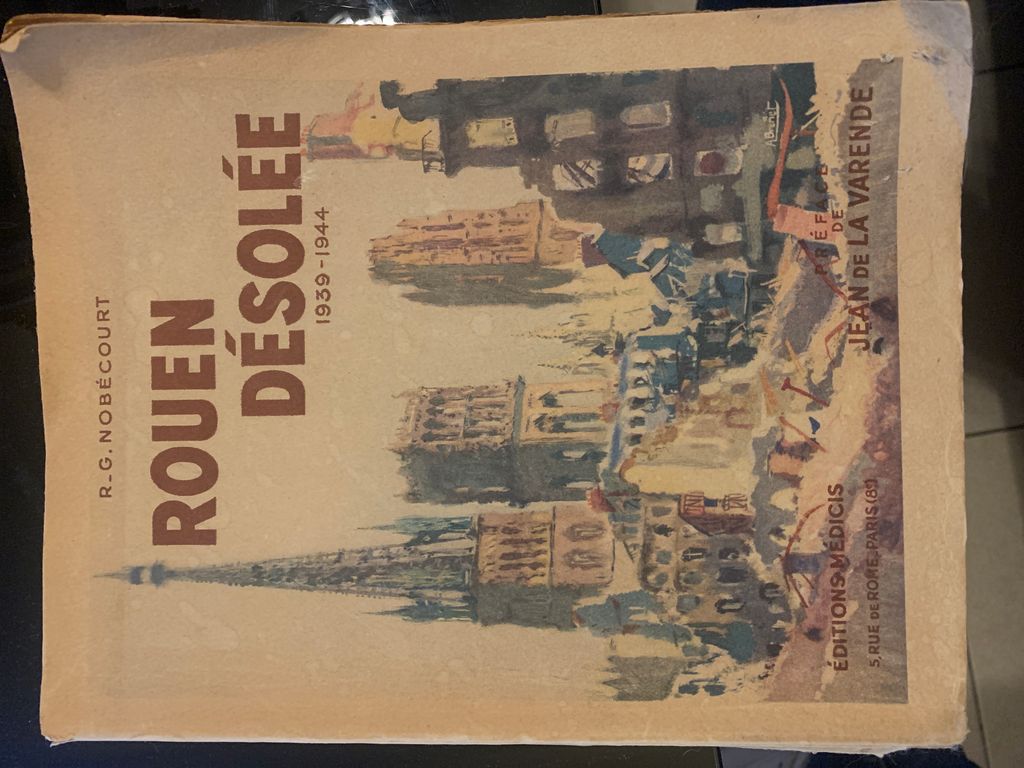 R-G. NOBÉCOURT
ROUEN
DÉSOLÉE
1939-1944
ABrenet
PRÉFACE
DE
JEAN DE LA VARENDE
ÉDITIONS MÉDICIS
5, RUE DE ROME, PARIS (8e)